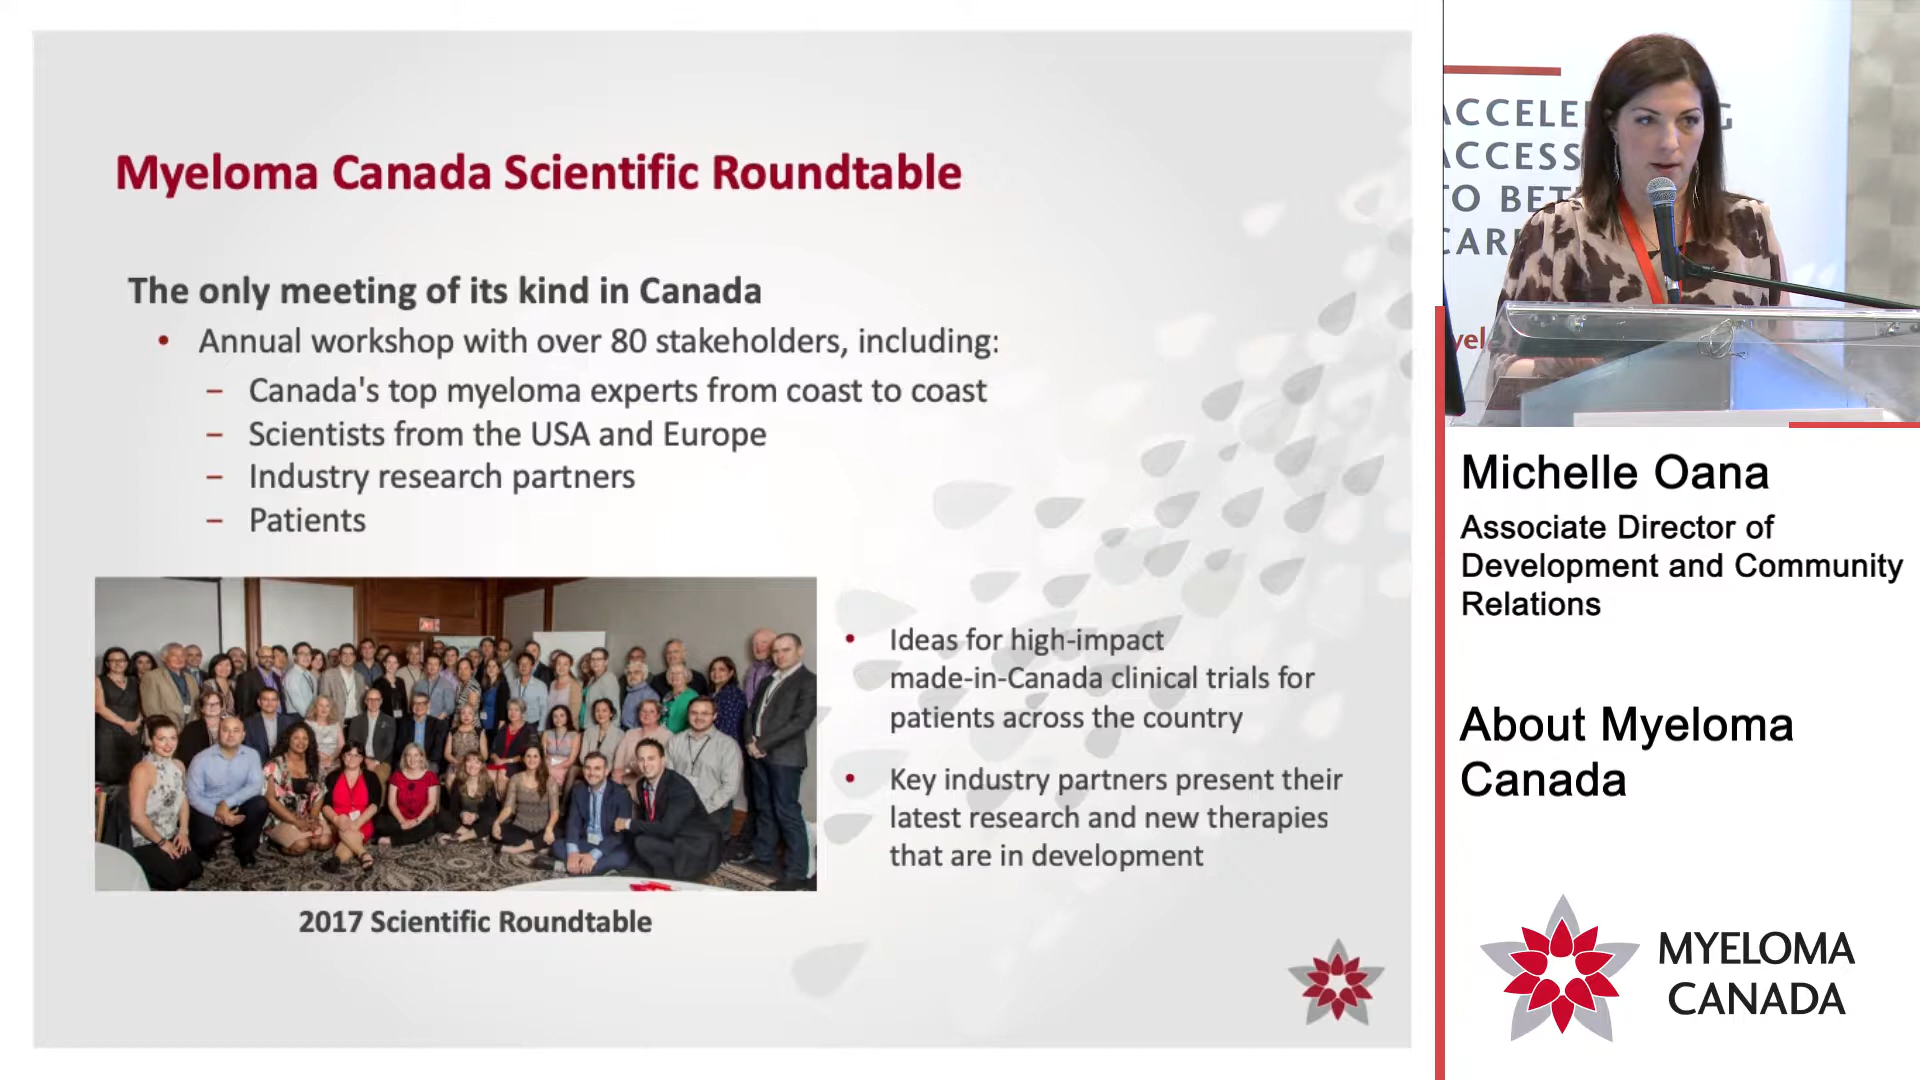 Myeloma Canada Scientific Roundtable
The only meeting of its kind in Canada
• Annual workshop with over 80 stakeholders, including:
– Canada's top myeloma experts from coast to coast
– Scientists from the USA and Europe
– Industry research partners
– Patients
2017 Scientific Roundtable
• Ideas for high-impact
made-in-Canada clinical trials for
patients across the country
• Key industry partners present their
latest research and new therapies
that are in development
ACCESS
TO
Michelle Oana
Associate Director of
Development and Community
Relations
About Myeloma
Canada
MYELOMA
CANADA